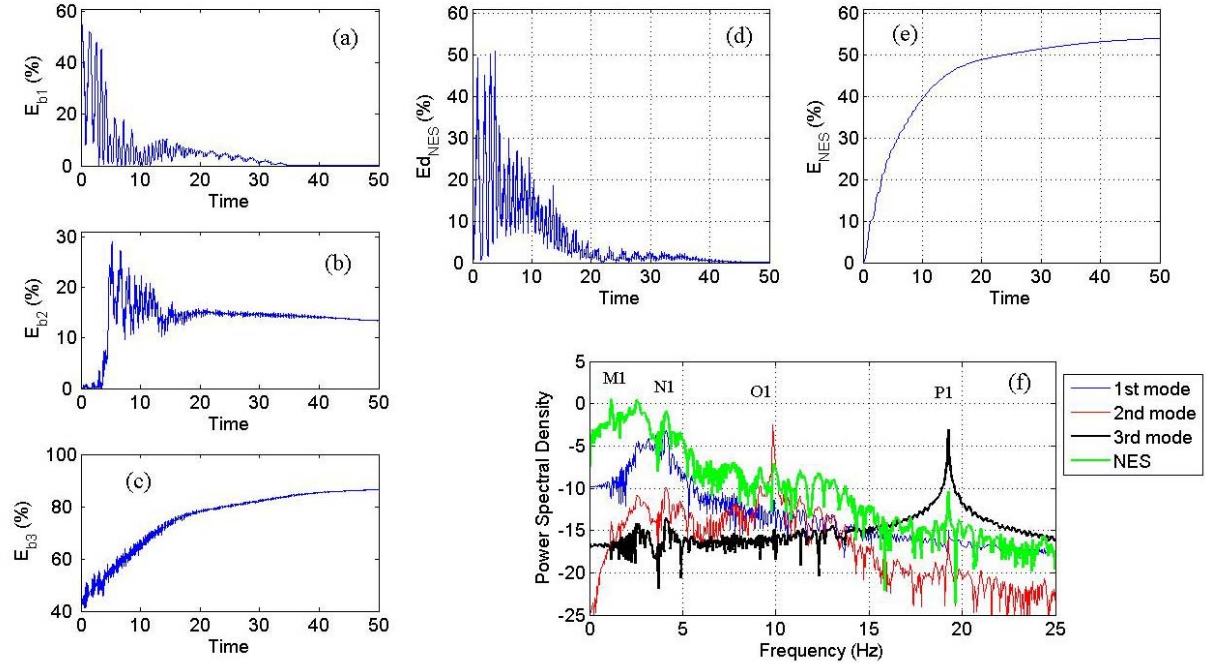 60
40
20
0
0 10 20 30 40 50
E_b1 (%)
Time
(a)
30
20
10
0
0 10 20 30 40 50
E_b2 (%)
Time
(b)
100
80
60
40
0 10 20 30 40 50
E_b3 (%)
Time
(c)
60
50
40
30
20
10
0
0 10 20 30 40 50
Ed_NES (%)
Time
(d)
60
50
40
30
20
10
0
0 10 20 30 40 50
E_NES (%)
Time
(e)
5
0
-5
-10
-15
-20
-25
0 5 10 15 20 25
Power Spectral Density
Frequency (Hz)
M1
N1
O1
P1
(f)
1st mode
2nd mode
3rd mode
NES